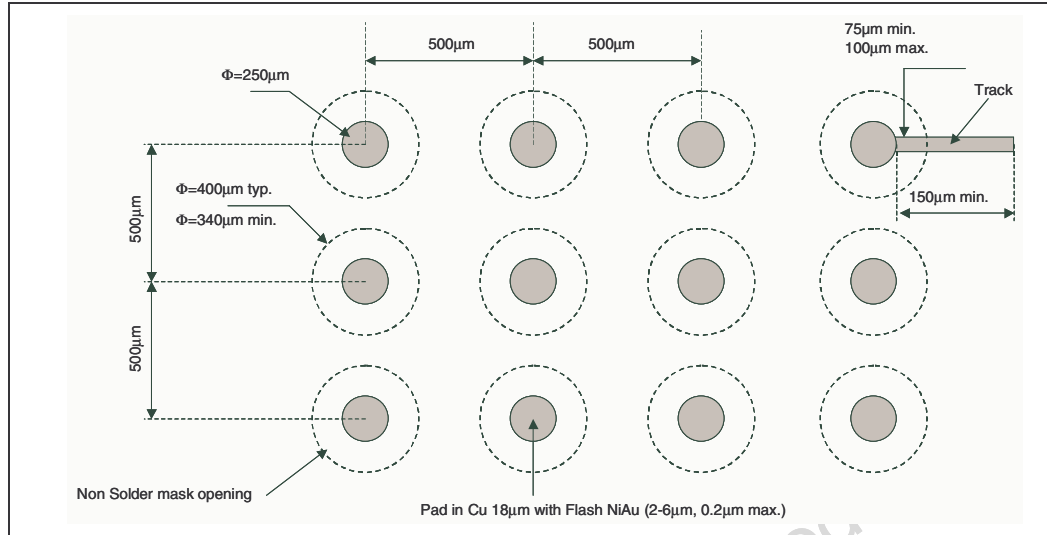 75µm min.
100µm max.
500µm
500µm
Φ=250µm
Track
Φ=400µm typ.
Φ=340µm min.
150µm min.
500µm
500µm
Non Solder mask opening
Pad in Cu 18µm with Flash NiAu (2-6µm, 0.2µm max.)